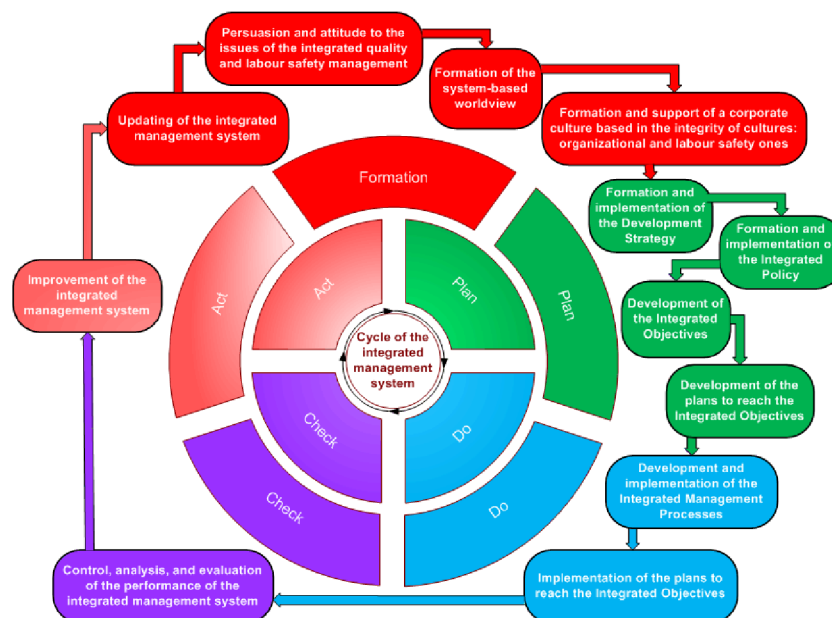 Persuasion and attitude to the
issues of the integrated quality
and labour safety management
Formation of the
system-based
worldview
Updating of the integrated
management system
Formation and support of a corporate
culture based in the integrity of cultures:
organizational and labour safety ones
Formation
Formation and
implementation of
the Development
Strategy
Formation and
implementation of
the Integrated
Policy
Act
Act
Plan
Plan
Improvement of the
integrated
management system
Development of
the Integrated
Objectives
Cycle of the
integrated
management
system
Development of the
plans to reach the
Integrated Objectives
Check
Do
Check
Do
Development and
implementation of the
Integrated Management
Processes
Control, analysis, and evaluation
of the performance of the
integrated management system
Implementation of the plans to
reach the Integrated Objectives